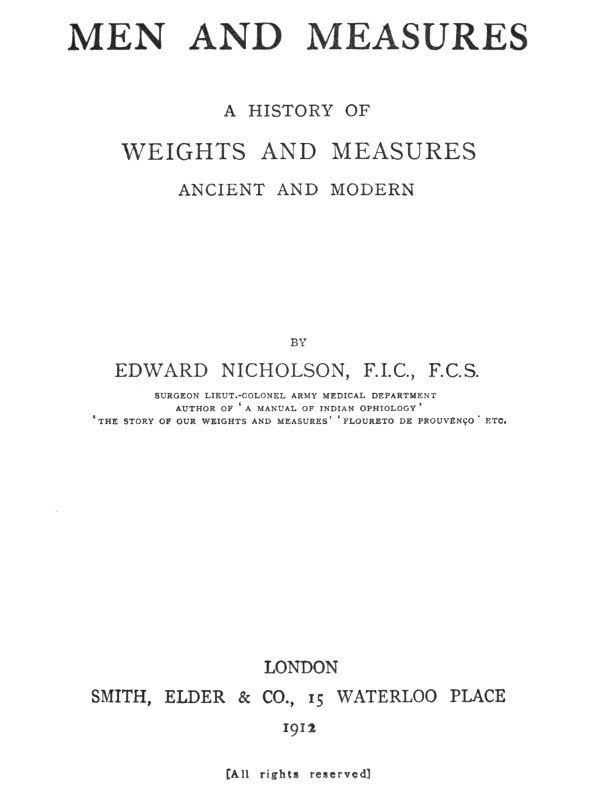 MEN AND MEASURES
A HISTORY OF
WEIGHTS AND MEASURES
ANCIENT AND MODERN
BY
EDWARD NICHOLSON, F.I.C., F.C.S.
SURGEON LIEUT.-COLONEL ARMY MEDICAL DEPARTMENT
AUTHOR OF ‘A MANUAL OF INDIAN OPHIOLOGY’
‘THE STORY OF OUR WEIGHTS AND MEASURES’ ‘FLOURETO DE PROUVÈNÇO’ ETC.
LONDON
SMITH, ELDER & CO., 15 WATERLOO PLACE
1912
[All rights reserved]